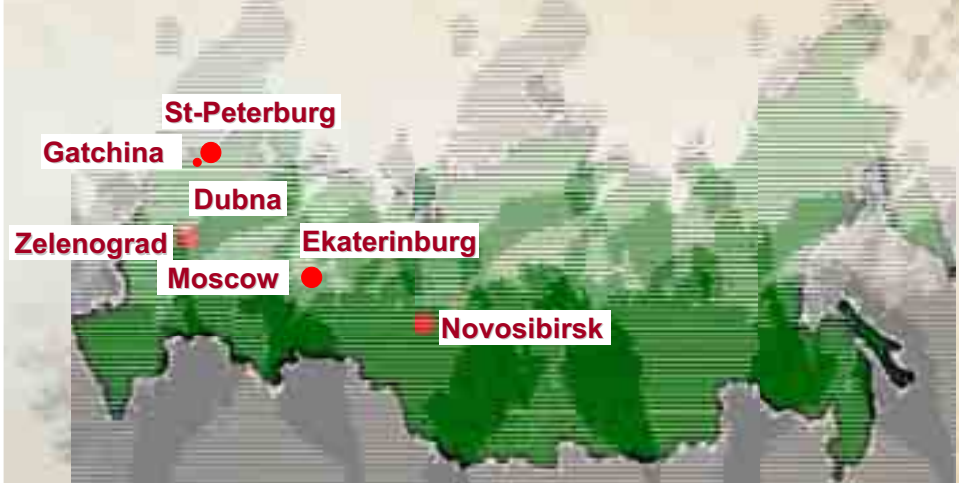 St-Peterburg
Gatchina
Dubna
Zelenograd
Ekaterinburg
Moscow
Novosibirsk